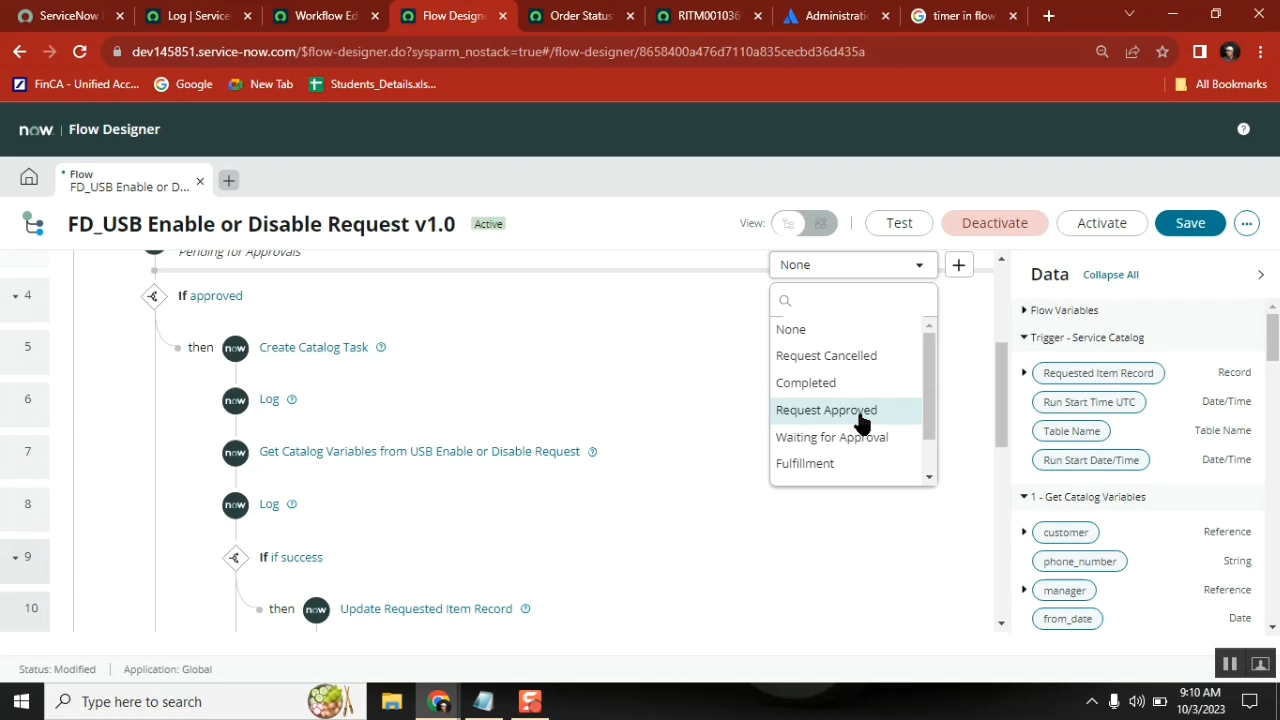 ServiceNow
Log | Service
Workflow Ed
Flow Design
Order Status
RITM001036
Administrati
timer in flow
dev145851.service-now.com/$flow-designer.do?sysparm_nostack=true#/flow-designer/8658400a476d7110a835cecbd36d435a
FinCA - Unified Acc...
Google
New Tab
Students_Details.xls...
All Bookmarks
now. | Flow Designer
Flow
FD_USB Enable or D...
FD_USB Enable or Disable Request v1.0
Active
View:
Test
Deactivate
Activate
Save
Pending for Approvals
None
None
Request Cancelled
Completed
Request Approved
Waiting for Approval
Fulfillment
4
If approved
5
then
now
Create Catalog Task
6
now
Log
7
now
Get Catalog Variables from USB Enable or Disable Request
8
now
Log
9
If if success
10
then
now
Update Requested Item Record
Data
Collapse All
Flow Variables
Trigger - Service Catalog
Requested Item Record
Record
Run Start Time UTC
Date/Time
Table Name
Table Name
Run Start Date/Time
Date/Time
1 - Get Catalog Variables
customer
Reference
phone_number
String
manager
Reference
from_date
Date
Status: Modified
Application: Global
Type here to search
9:10 AM
10/3/2023